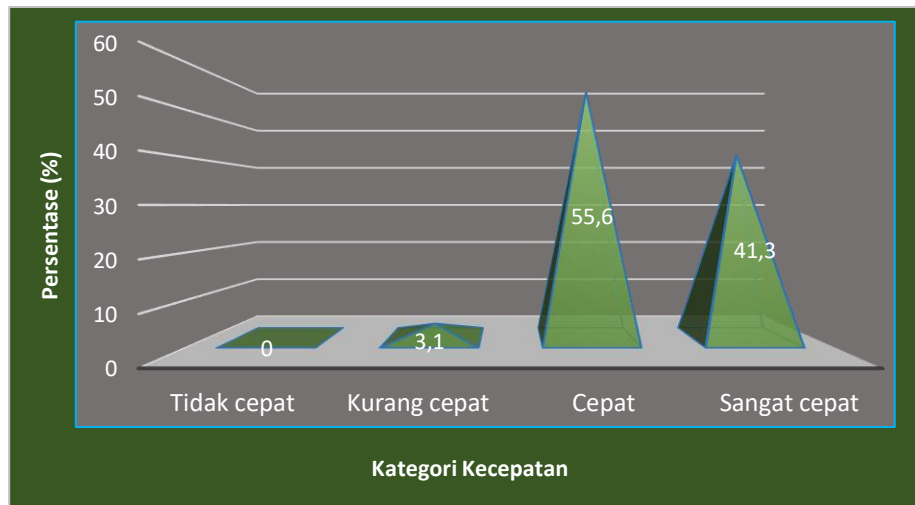 60
50
40
30
20
10
0
Persentase (%)
55,6
41,3
3,1
0
Tidak cepat
Kurang cepat
Cepat
Sangat cepat
Kategori Kecepatan